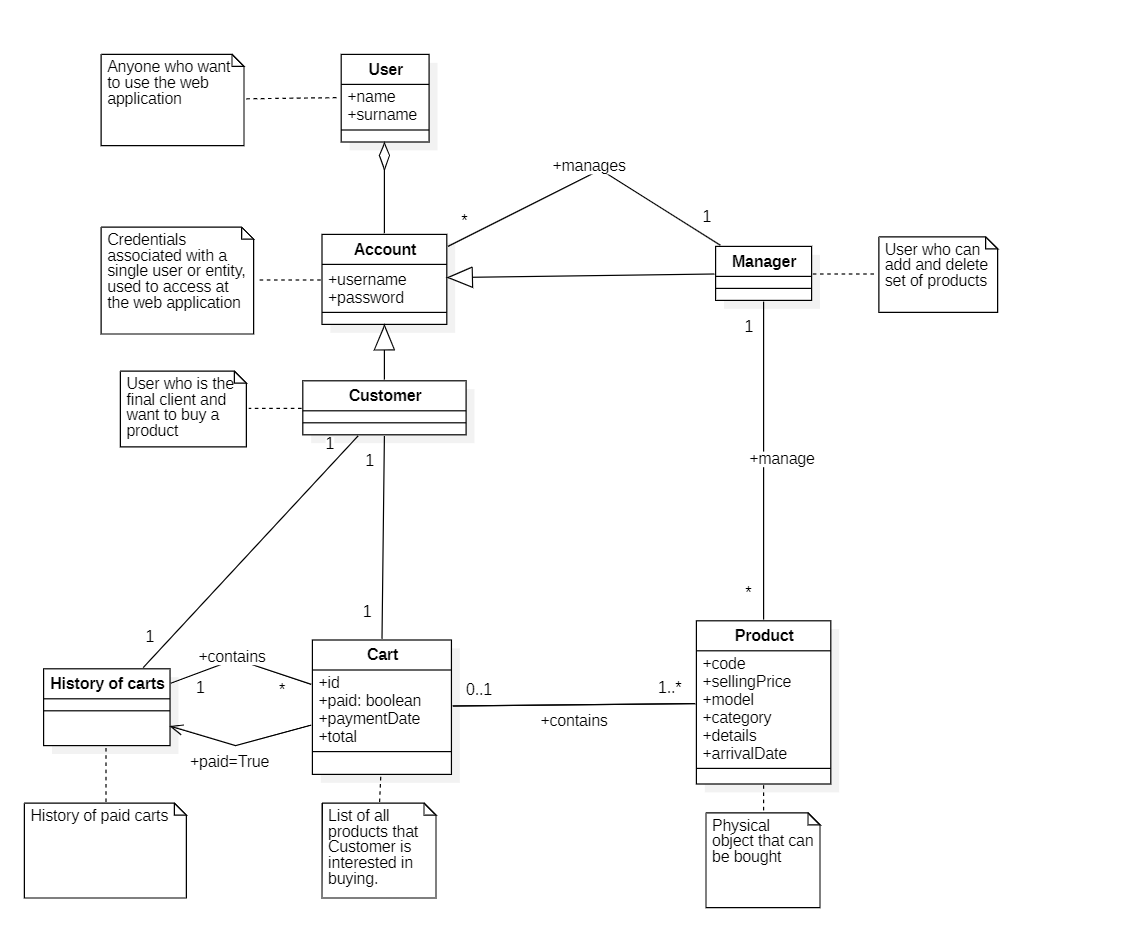 Anyone who want
to use the web
application
User
+name
+surname
+manages
*
1
Credentials
associated with a
single user or entity,
used to access at
the web application
Account
+username
+password
Manager
User who can
add and delete
set of products
1
User who is the
final client and
want to buy a
product
Customer
1
1
+manage
*
1
1
History of carts
+contains
1
*
+paid=True
Cart
+id
+paid: boolean
+paymentDate
+total
0..1
1..*
+contains
Product
+code
+sellingPrice
+model
+category
+details
+arrivalDate
History of paid carts
List of all
products that
Customer is
interested in
buying.
Physical
object that can
be bought